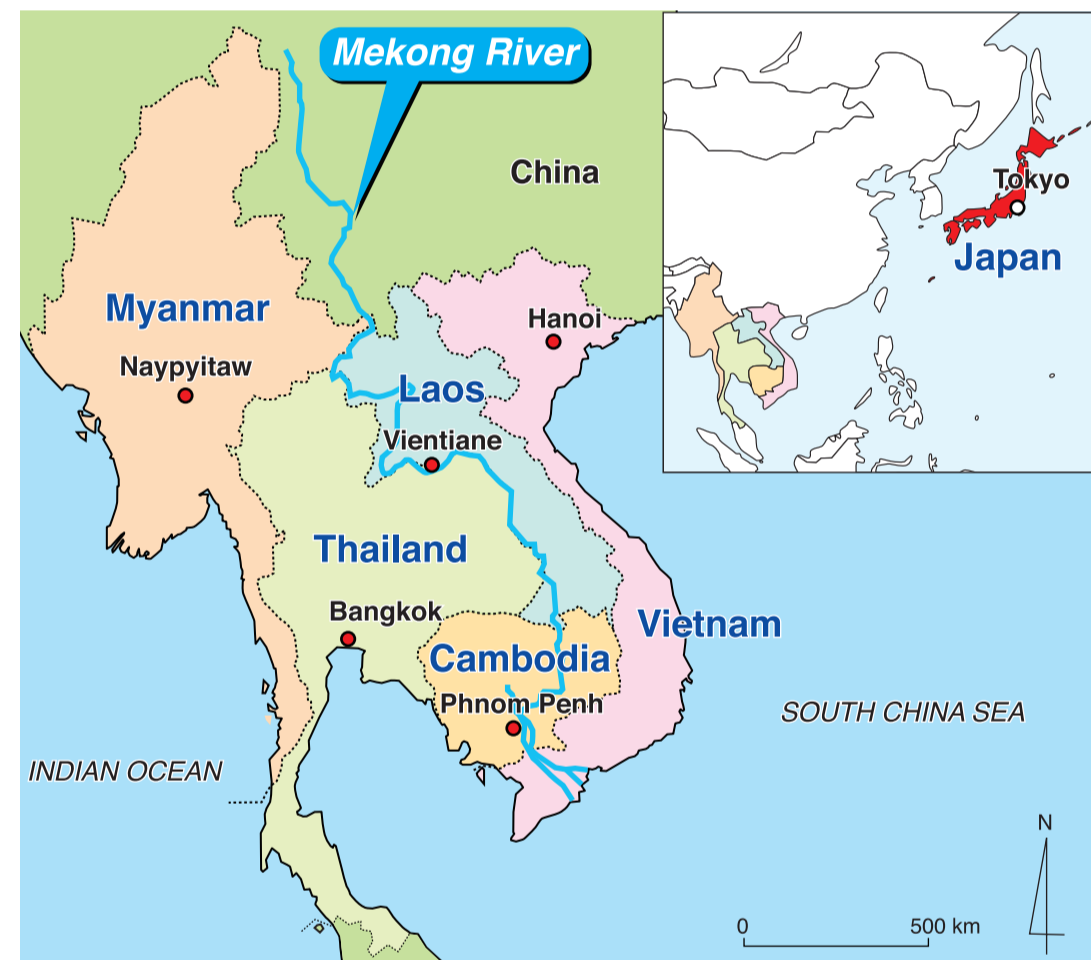 Mekong River
China
Tokyo
Japan
Myanmar
Hanoi
Naypyitaw
Laos
Vientiane
Thailand
Bangkok
Vietnam
Cambodia
Phnom Penh
SOUTH CHINA SEA
INDIAN OCEAN
N
0 500 km